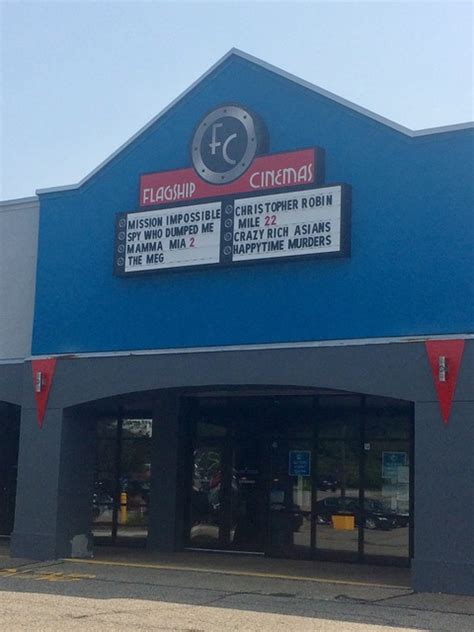 FC
FLAGSHIP CINEMAS
MISSION IMPOSSIBLE
SPY WHO DUMPED ME
MAMMA MIA 2
THE MEG
CHRISTOPHER ROBIN
MILE 22
CRAZY RICH ASIANS
HAPPYTIME MURDERS